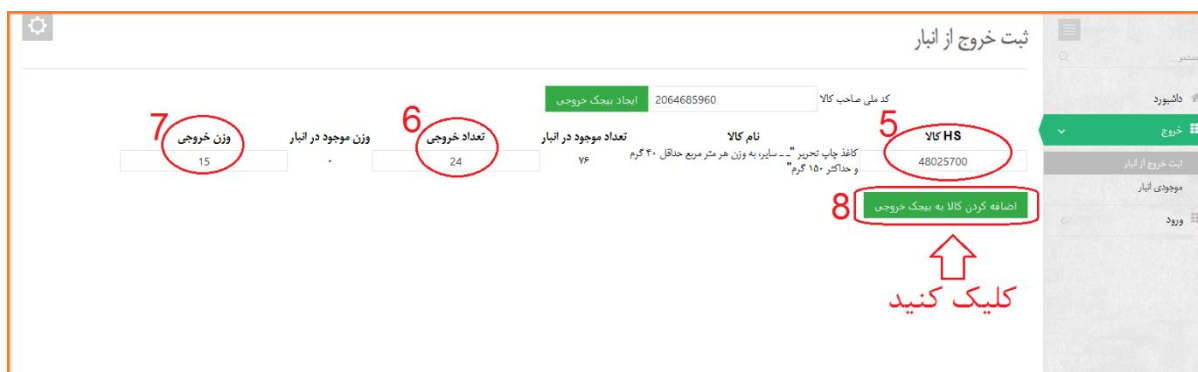 ثبت خروج از انبار
کد ملی صاحب کالا 2064685960 ایجاد بیجک خروجی
5 6 7
HS کالا نام کالا تعداد موجود در انبار تعداد خروجی وزن موجود در انبار وزن خروجی
48025700 کاغذ چاپ تحریر "ـ ـ سایر، به وزن هر متر مربع حداقل ۴۰ گرم ۷۶ 24 ۰ 15
و حداکثر ۱۵۰ گرم"
اضافه کردن کالا به بیجک خروجی 8
کلیک کنید
داشبورد
خروج
ثبت خروج از انبار
موجودی انبار
ورود